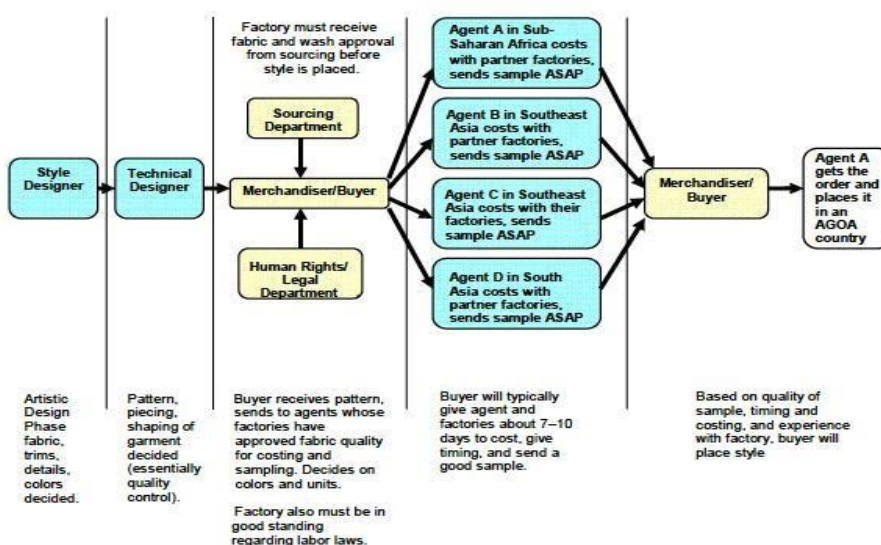 Factory must receive
fabric and wash approval
from sourcing before
style is placed.
Sourcing
Department
Style
Designer
Technical
Designer
Merchandiser/Buyer
Human Rights/
Legal
Department
Agent A in Sub-
Saharan Africa costs
with partner factories,
sends sample ASAP
Agent B in Southeast
Asia costs with
partner factories,
sends sample ASAP
Agent C in Southeast
Asia costs with their
factories, sends
sample ASAP
Agent D in South
Asia costs with
partner factories,
sends sample ASAP
Merchandiser/
Buyer
Agent A
gets the
order and
places it
in an
AGOA
country
Artistic
Design
Phase
fabric,
trims,
details,
colors
decided.
Pattern,
piecing,
shaping of
garment
decided
(essentially
quality
control).
Buyer receives pattern,
sends to agents whose
factories have
approved fabric quality
for costing and
sampling. Decides on
colors and units.
Factory also must be in
good standing
regarding labor laws.
Buyer will typically
give agent and
factories about 7–10
days to cost, give
timing, and send a
good sample.
Based on quality of
sample, timing and
costing, and experience
with factory, buyer will
place style